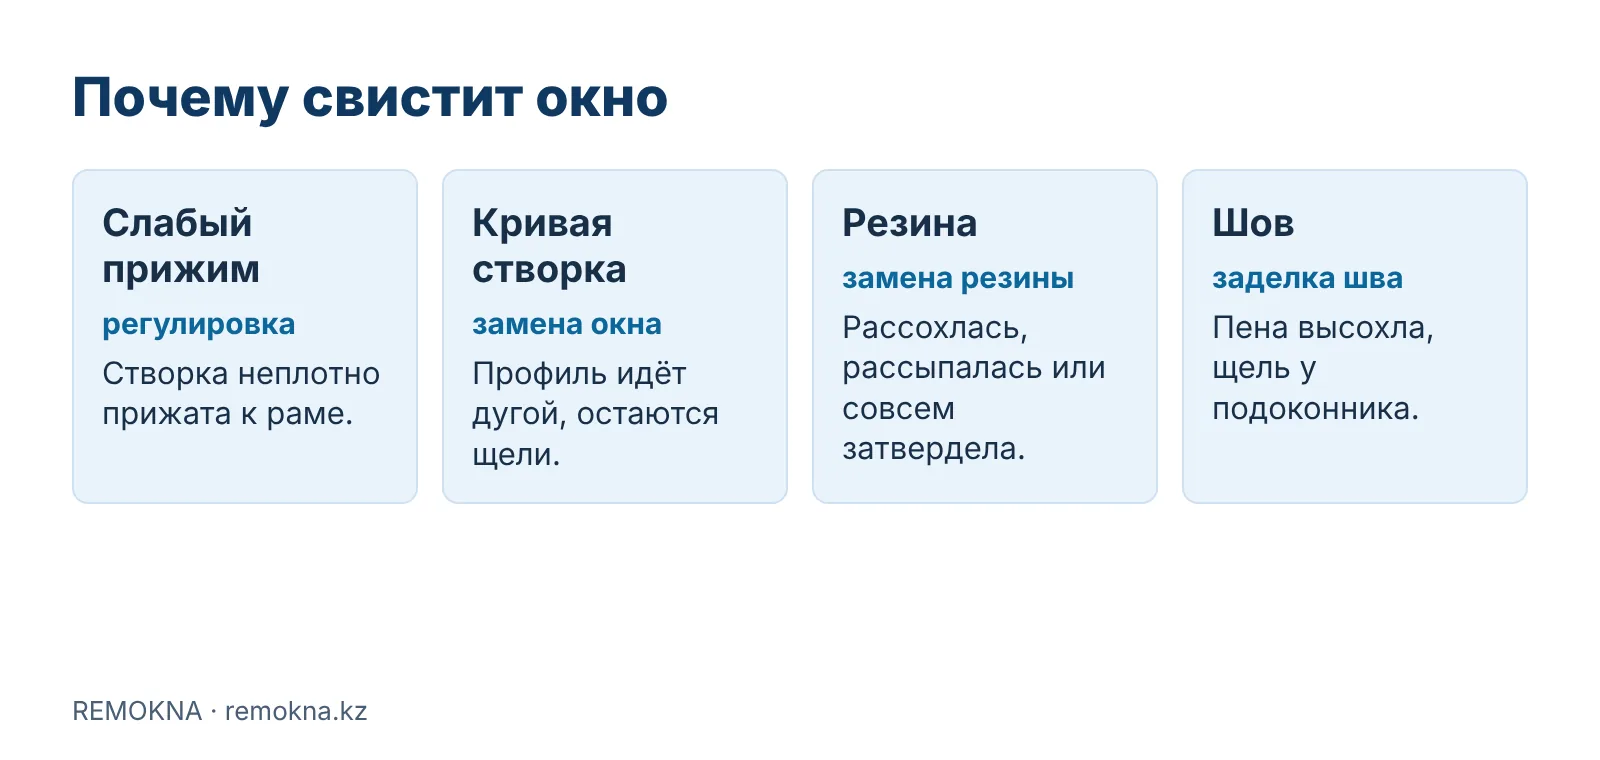 Почему свистит окно
Слабый
прижим
регулировка
Створка неплотно
прижата к раме.
Кривая
створка
замена окна
Профиль идёт
дугой, остаются
щели.
Резина
замена резины
Рассохлась,
рассыпалась или
совсем
затвердела.
Шов
заделка шва
Пена высохла,
щель у
подоконника.
REMOKNA · remokna.kz